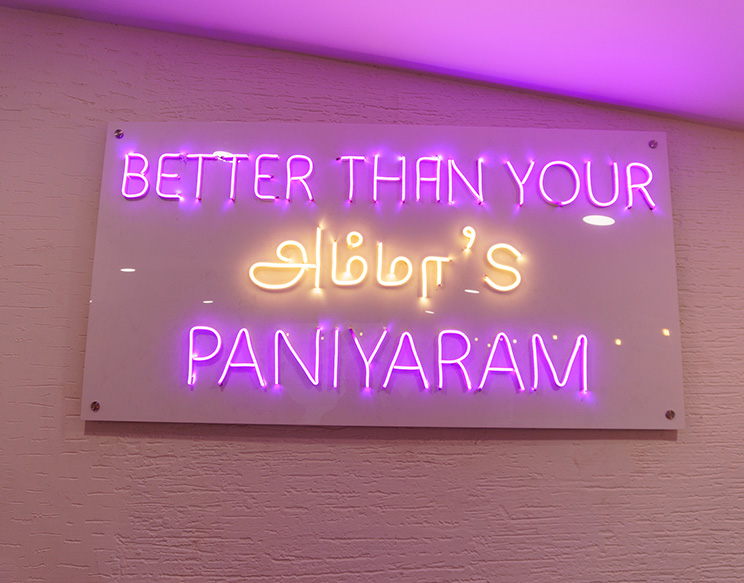 BETTER THAN YOUR
அம்மா'S
PANIYARAM